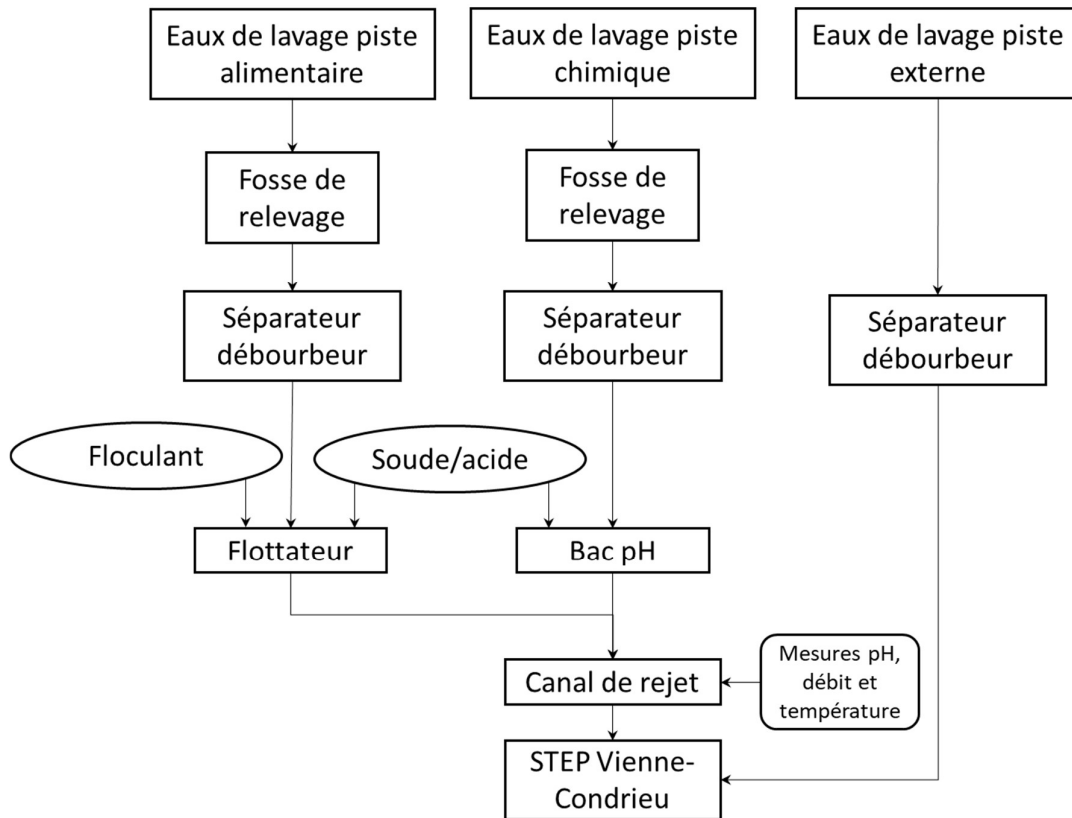 Eaux de lavage piste
alimentaire
Eaux de lavage piste
chimique
Eaux de lavage piste
externe
Fosse de
relevage
Fosse de
relevage
Séparateur
débourbeur
Séparateur
débourbeur
Séparateur
débourbeur
Floculant
Soude/acide
Flottateur
Bac pH
Canal de rejet
Mesures pH,
débit et
température
STEP Vienne-
Condrieu